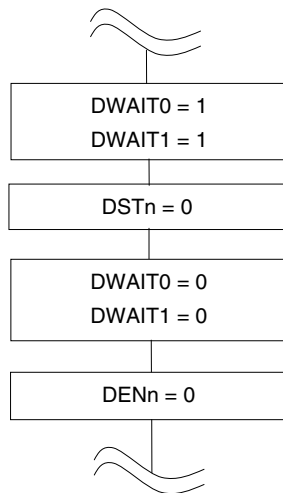 DWAIT0 = 1
DWAIT1 = 1
DSTn = 0
DWAIT0 = 0
DWAIT1 = 0
DENn = 0